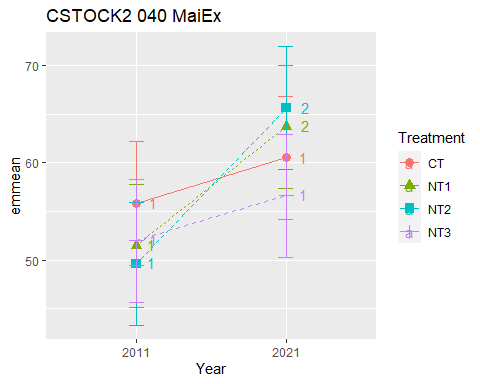 CSTOCK2 040 MaiEx
emmean
70
60
50
2
2
1
1
1
1
1
1
2011
2021
Year
Treatment
a CT
a NT1
a NT2
a NT3